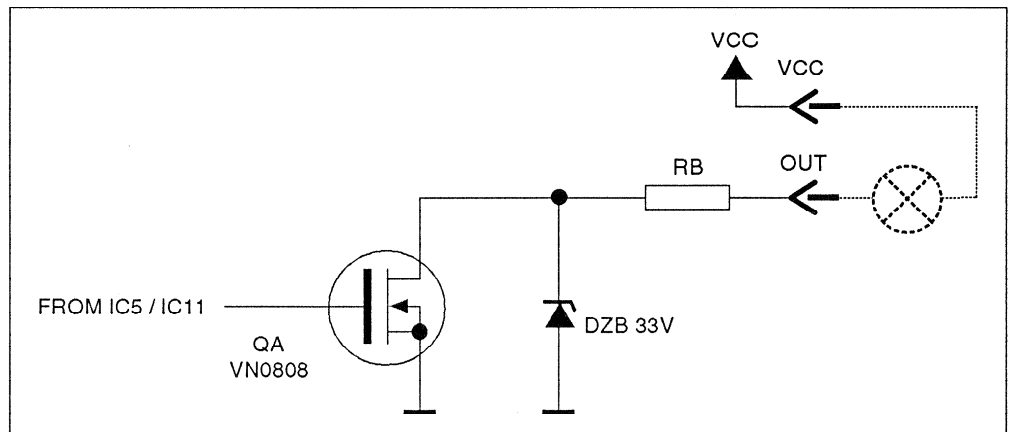 VCC
VCC
RB
OUT
FROM IC5 / IC11
QA
VN0808
DZB 33V